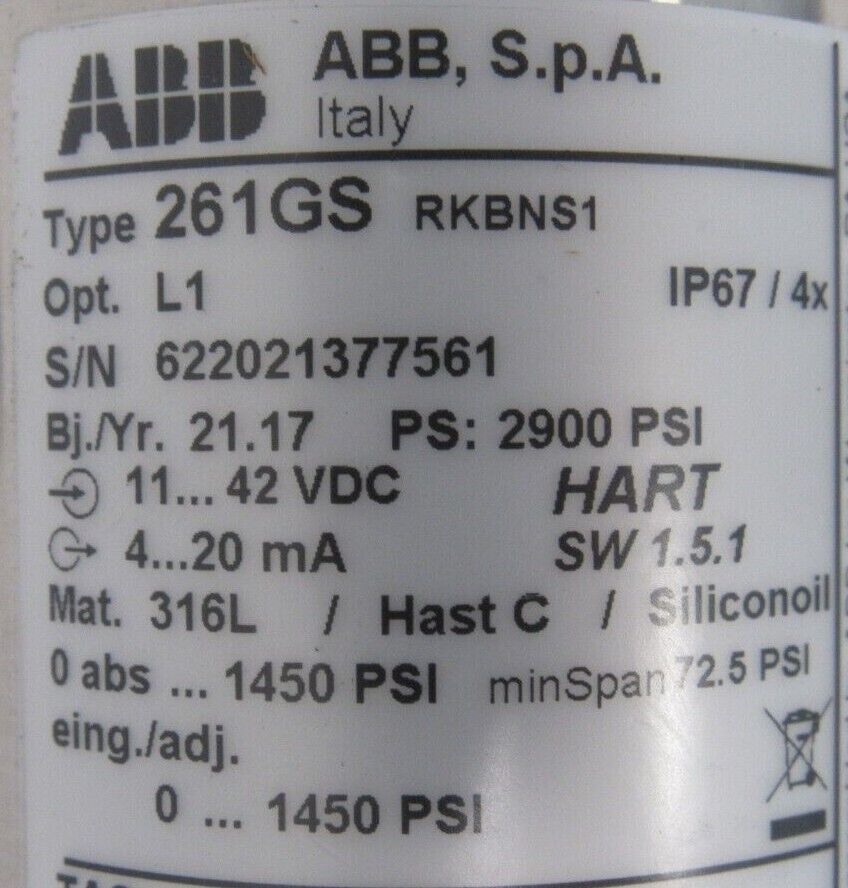 ABB ABB, S.p.A.
Italy
Type 261GS RKBNS1
Opt. L1 IP67 / 4x
S/N 622021377561
Bj./Yr. 21.17 PS: 2900 PSI
11... 42 VDC HART
4...20 mA SW 1.5.1
Mat. 316L / Hast C / Siliconoil
0 abs ... 1450 PSI minSpan 72.5 PSI
eing./adj.
0 ... 1450 PSI